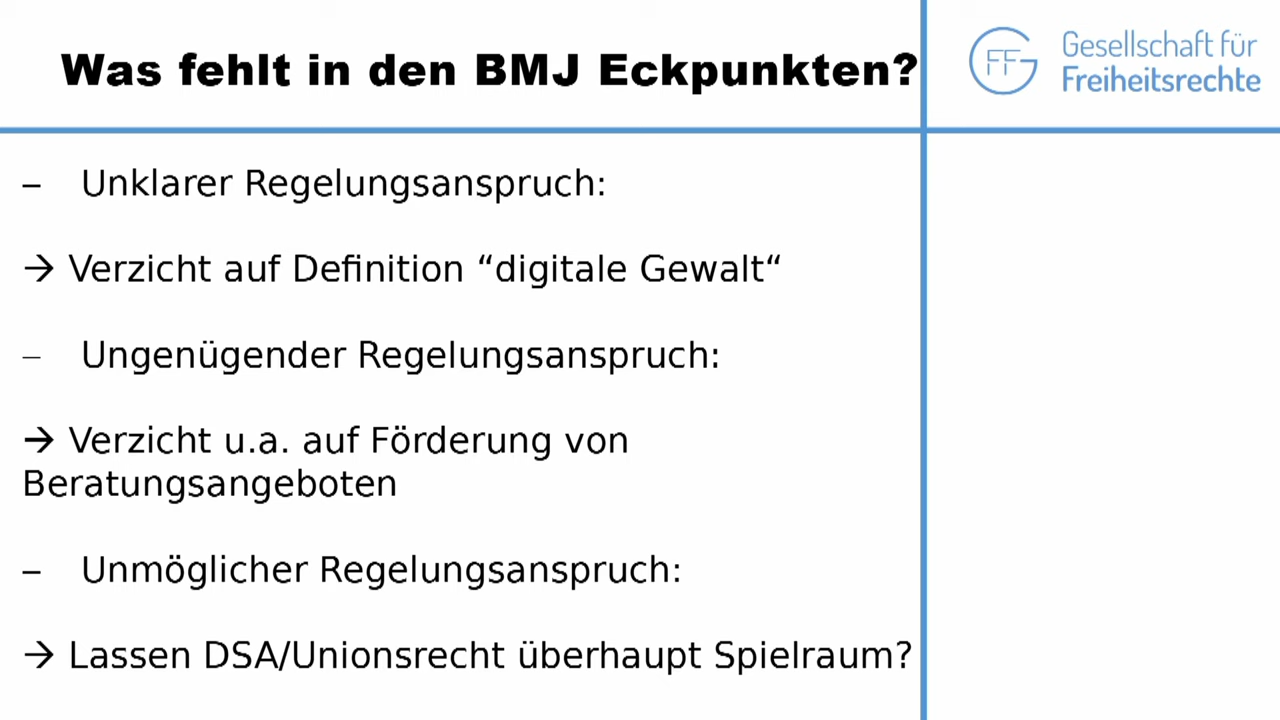 Was fehlt in den BMJ Eckpunkten?
GFF
Gesellschaft für
Freiheitsrechte
– Unklarer Regelungsanspruch:
→ Verzicht auf Definition “digitale Gewalt“
– Ungenügender Regelungsanspruch:
→ Verzicht u.a. auf Förderung von
Beratungsangeboten
– Unmöglicher Regelungsanspruch:
→ Lassen DSA/Unionsrecht überhaupt Spielraum?